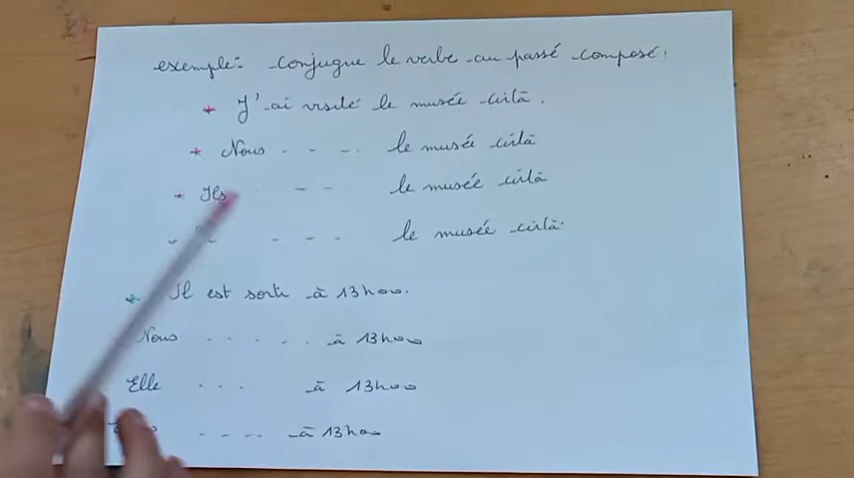 exemple: conjugue le verbe au passé composé:
* J'ai visité le musée cirta.
* Nous - - - - le musée cirta
* Ils - - - le musée cirta
- - - le musée cirta
* Il est sorti à 13h00.
Nous - - - - - à 13h00
Elle - - - à 13h00
- - - - à 13h00